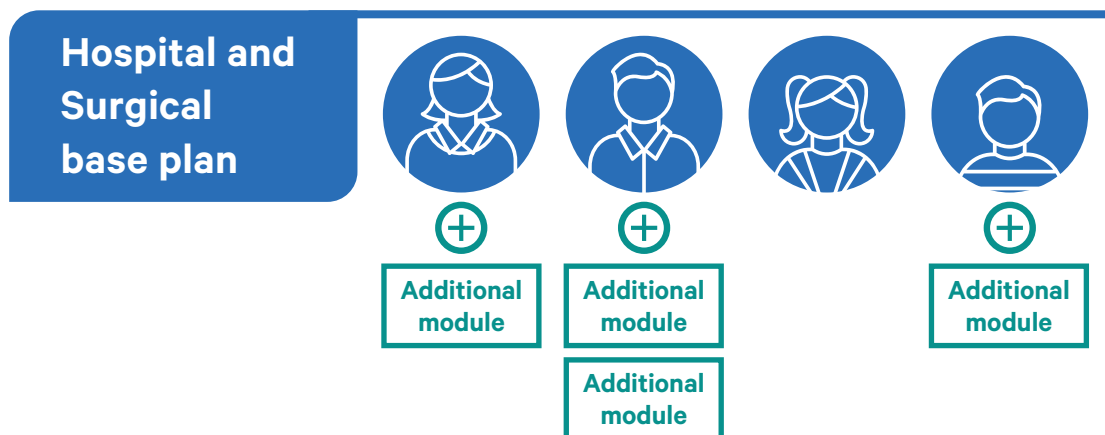 Hospital and
Surgical
base plan
Additional
module
Additional
module
Additional
module
Additional
module